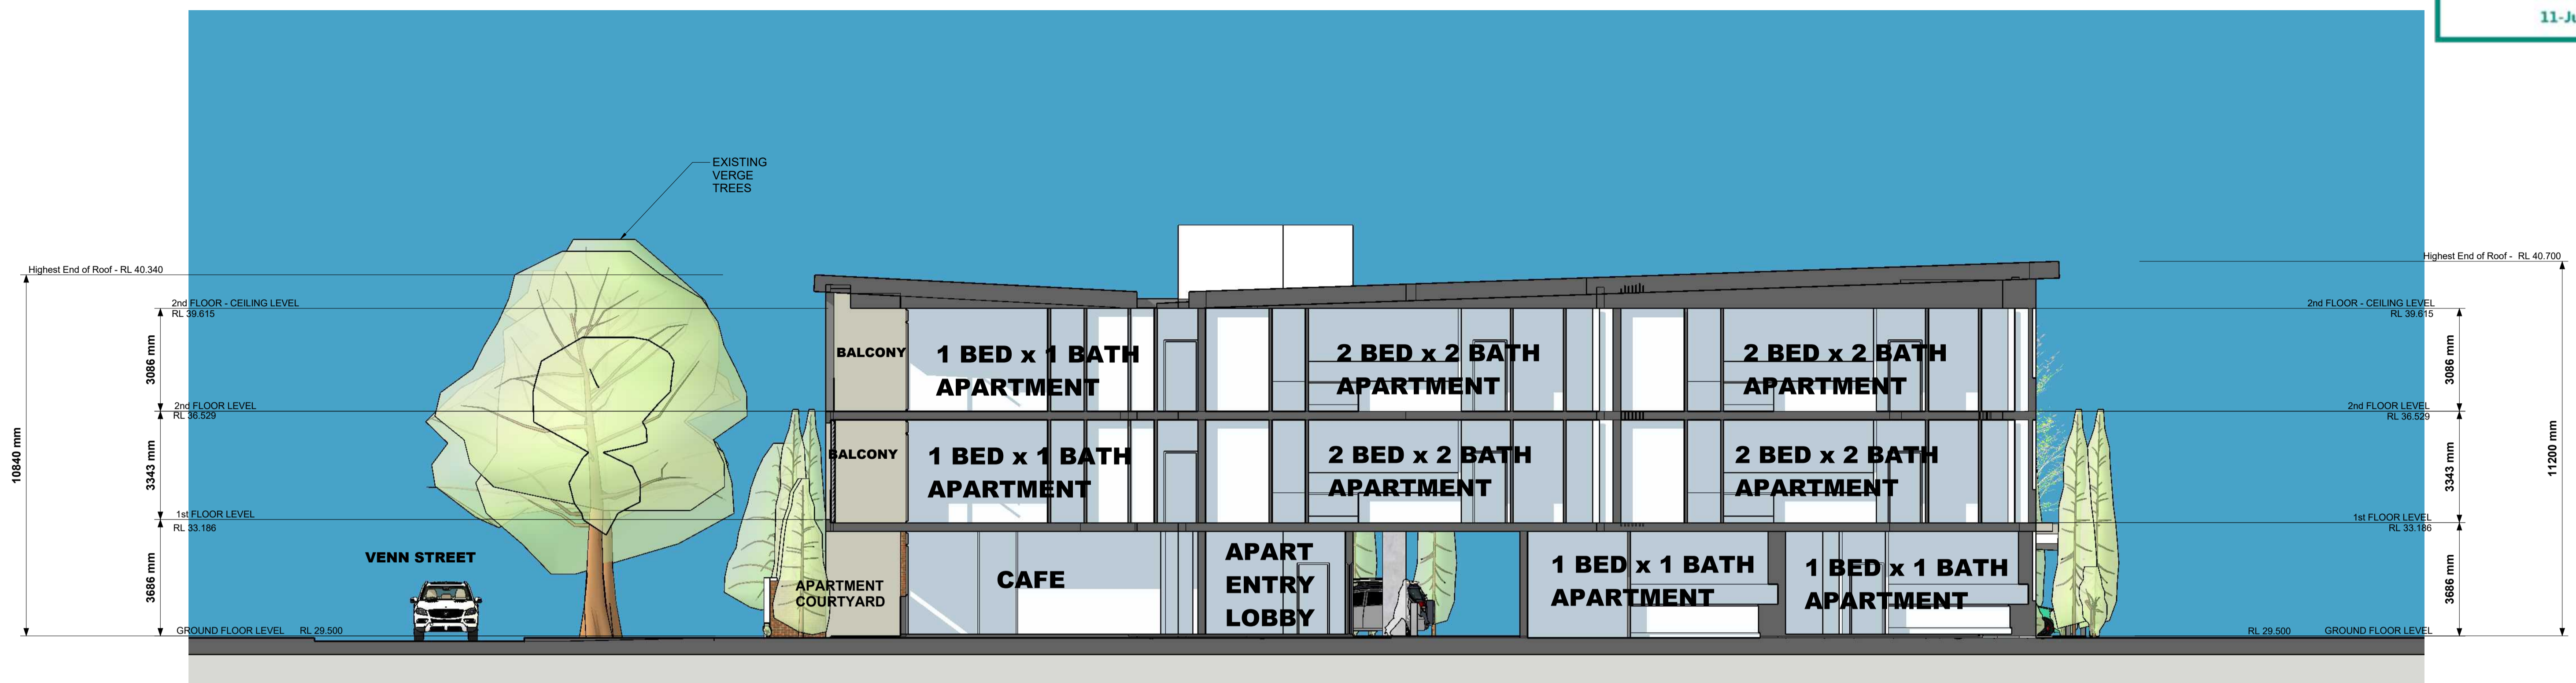 11-Ju
EXISTING
VERGE
TREES
Highest End of Roof - RL 40.340
2nd FLOOR - CEILING LEVEL
RL 39.615
2nd FLOOR LEVEL
RL 36.529
1st FLOOR LEVEL
RL 33.186
GROUND FLOOR LEVEL RL 29.500
10840 mm
3086 mm
3343 mm
3686 mm
VENN STREET
BALCONY
1 BED x 1 BATH
APARTMENT
2 BED x 2 BATH
APARTMENT
2 BED x 2 BATH
APARTMENT
BALCONY
1 BED x 1 BATH
APARTMENT
2 BED x 2 BATH
APARTMENT
2 BED x 2 BATH
APARTMENT
APARTMENT
COURTYARD
CAFE
APART
ENTRY
LOBBY
1 BED x 1 BATH
APARTMENT
1 BED x 1 BATH
APARTMENT
Highest End of Roof - RL 40.700
2nd FLOOR - CEILING LEVEL
RL 39.615
2nd FLOOR LEVEL
RL 36.529
1st FLOOR LEVEL
RL 33.186
RL 29.500 GROUND FLOOR LEVEL
3086 mm
3343 mm
3686 mm
11200 mm